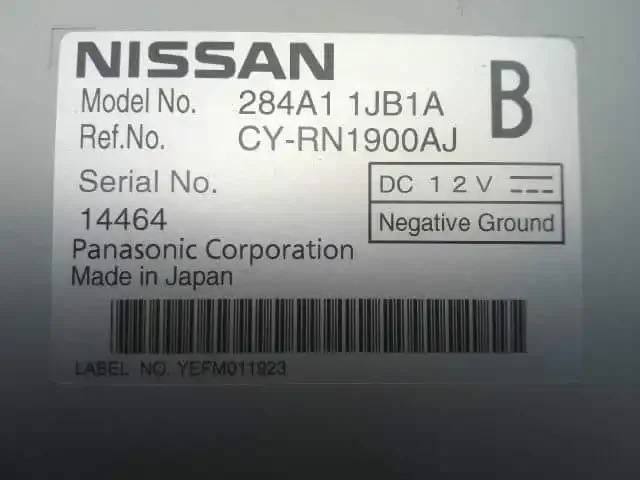 NISSAN
B
Model No. 284A1 1JB1A
Ref.No. CY-RN1900AJ
Serial No.
DC 12V
14464
Negative Ground
Panasonic Corporation
Made in Japan
LABEL NO. YEFM011923